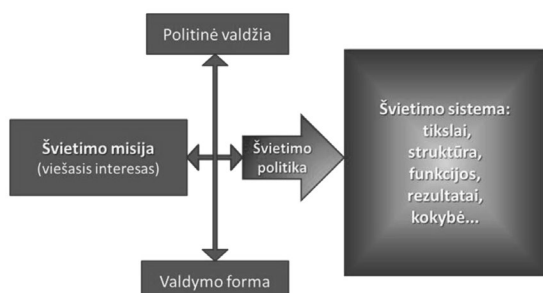 Politinė valdžia
Švietimo misija
(viešasis interesas)
Švietimo
politika
Švietimo sistema:
tikslai,
struktūra,
funkcijos,
rezultatai,
kokybė...
Valdymo forma